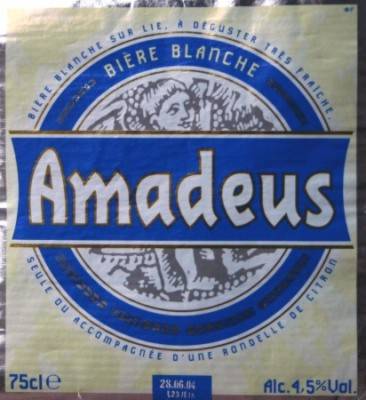 BIÈRE BLANCHE SUR LIE, À DÉGUSTER TRÈS FRAÎCHE,
BIÈRE BLANCHE
Amadeus
SEULE OU ACCOMPAGNÉE D'UNE RONDELLE DE CITRON
75cl e
28.06.04
Alc.4,5%Vol.